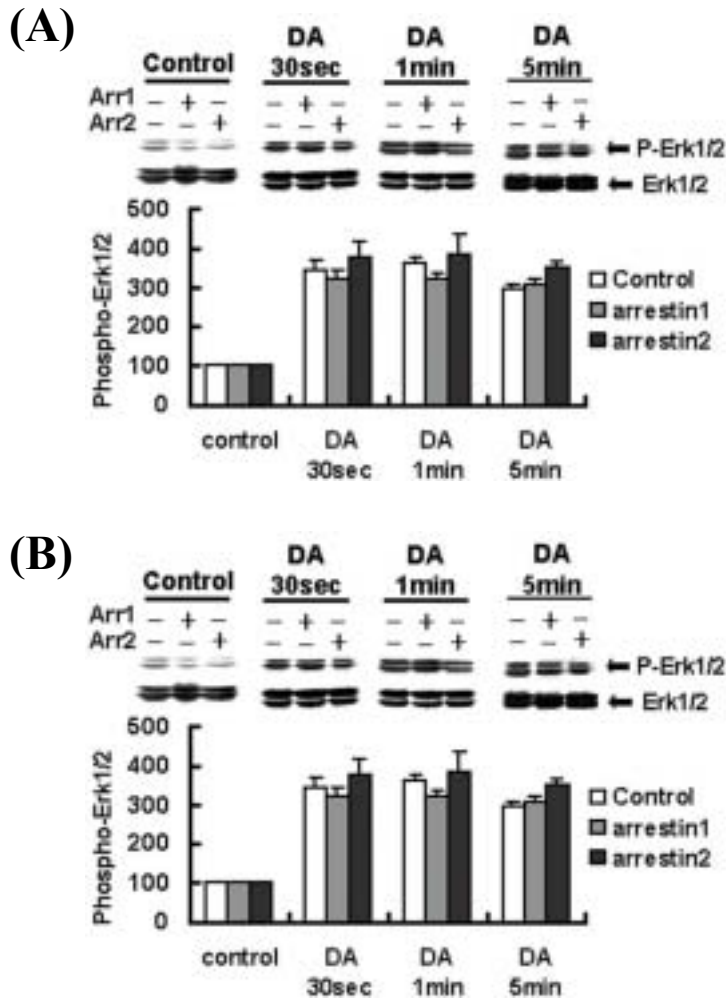 (A)
DA DA DA
Control 30sec 1min 5min
Arr1 – + – – + – – + – – + –
Arr2 – – + – – + – – + – – +
P-Erk1/2
Erk1/2
Phospho-Erk1/2
500
400
300
200
100
0
Control
arrestin1
arrestin2
control DA DA DA
30sec 1min 5min
(B)
DA DA DA
Control 30sec 1min 5min
Arr1 – + – – + – – + – – + –
Arr2 – – + – – + – – + – – +
P-Erk1/2
Erk1/2
Phospho-Erk1/2
500
400
300
200
100
0
Control
arrestin1
arrestin2
control DA DA DA
30sec 1min 5min